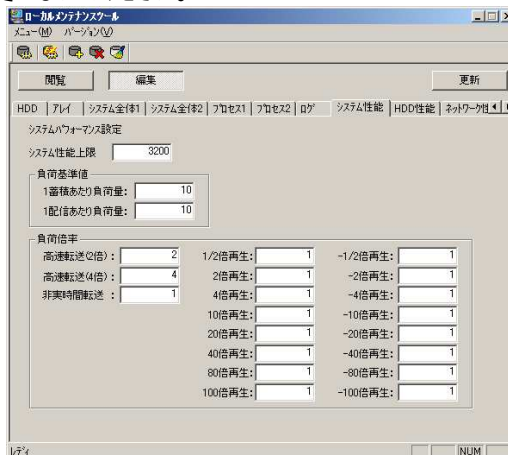 ローカルメンテナンスツール
メニュー(M) バージョン(V)
閲覧 編集 更新
HDD アレイ システム全体1 システム全体2 プロセス1 プロセス2 ログ システム性能 HDD性能 ネットワーク性
システムパフォーマンス設定
システム性能上限 3200
負荷基準値
1蓄積あたり負荷量: 10
1配信あたり負荷量: 10
負荷倍率
高速転送(2倍): 2 1/2倍再生: 1 -1/2倍再生: 1
高速転送(4倍): 4 2倍再生: 1 -2倍再生: 1
非実時間転送 : 1 4倍再生: 1 -4倍再生: 1
10倍再生: 1 -10倍再生: 1
20倍再生: 1 -20倍再生: 1
40倍再生: 1 -40倍再生: 1
80倍再生: 1 -80倍再生: 1
100倍再生: 1 -100倍再生: 1
レディ NUM